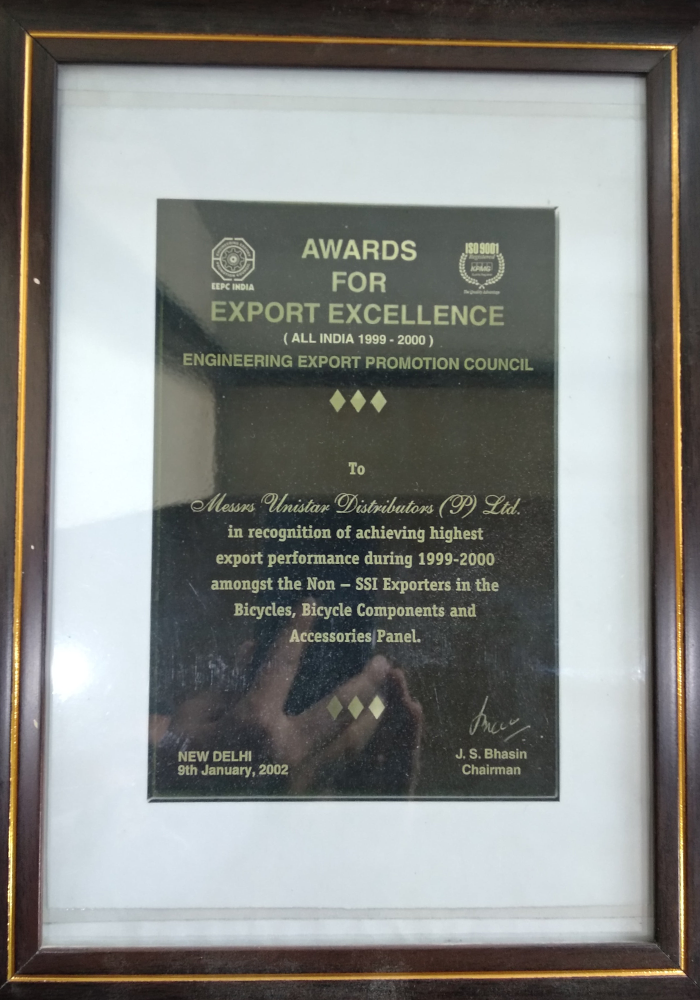 AWARDS
FOR
EXPORT EXCELLENCE
EEPC INDIA
ISO 9001
Registered
KPMG
( ALL INDIA 1999 - 2000 )
ENGINEERING EXPORT PROMOTION COUNCIL
To
Messrs Unistar Distributors (P) Ltd.
in recognition of achieving highest
export performance during 1999-2000
amongst the Non – SSI Exporters in the
Bicycles, Bicycle Components and
Accessories Panel.
NEW DELHI
9th January, 2002
J. S. Bhasin
Chairman